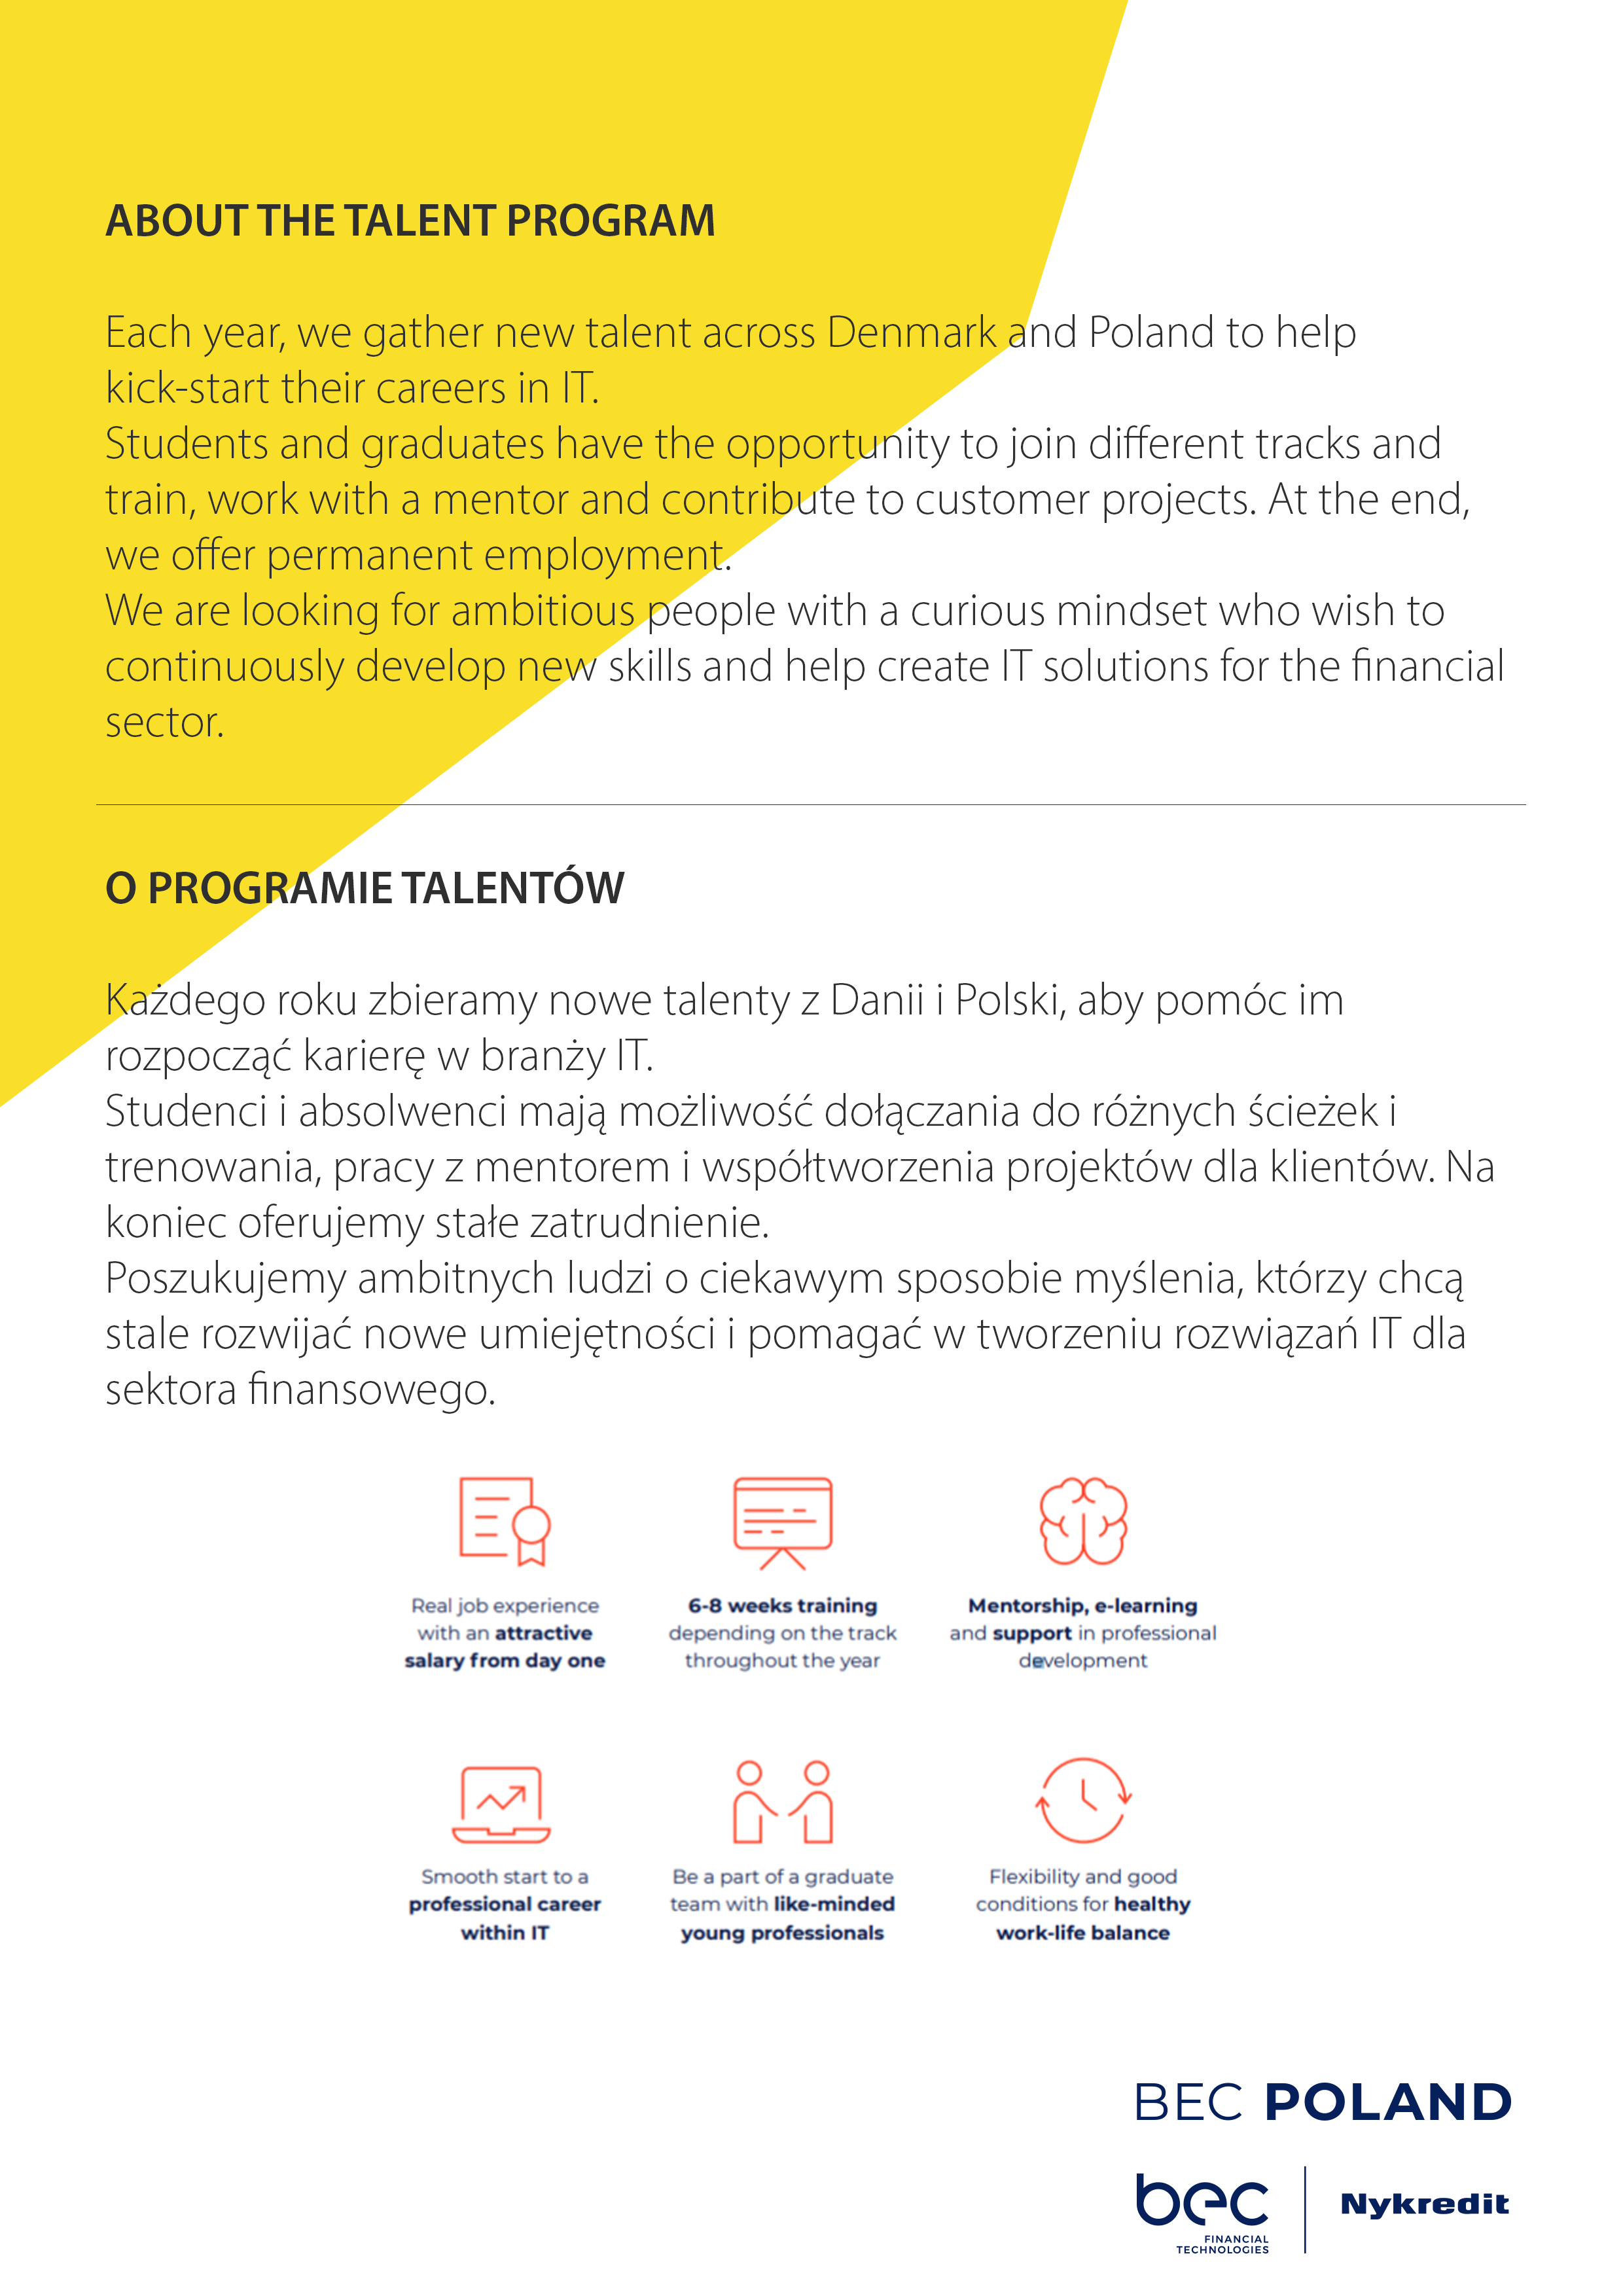 ABOUT THE TALENT PROGRAM
Each year, we gather new talent across Denmark and Poland to help
kick-start their careers in IT.
Students and graduates have the opportunity to join different tracks and
train, work with a mentor and contribute to customer projects. At the end,
we offer permanent employment.
We are looking for ambitious people with a curious mindset who wish to
continuously develop new skills and help create IT solutions for the financial
sector.
O PROGRAMIE TALENTÓW
Każdego roku zbieramy nowe talenty z Danii i Polski, aby pomóc im
rozpocząć karierę w branży IT.
Studenci i absolwenci mają możliwość dołączania do różnych ścieżek i
trenowania, pracy z mentorem i współtworzenia projektów dla klientów. Na
koniec oferujemy stałe zatrudnienie.
Poszukujemy ambitnych ludzi o ciekawym sposobie myślenia, którzy chcą
stale rozwijać nowe umiejętności i pomagać w tworzeniu rozwiązań IT dla
sektora finansowego.
Real job experience
with an attractive
salary from day one
6-8 weeks training
depending on the track
throughout the year
Mentorship, e-learning
and support in professional
development
Smooth start to a
professional career
within IT
Be a part of a graduate
team with like-minded
young professionals
Flexibility and good
conditions for healthy
work-life balance
BEC POLAND
bec
FINANCIAL
TECHNOLOGIES
Nykredit